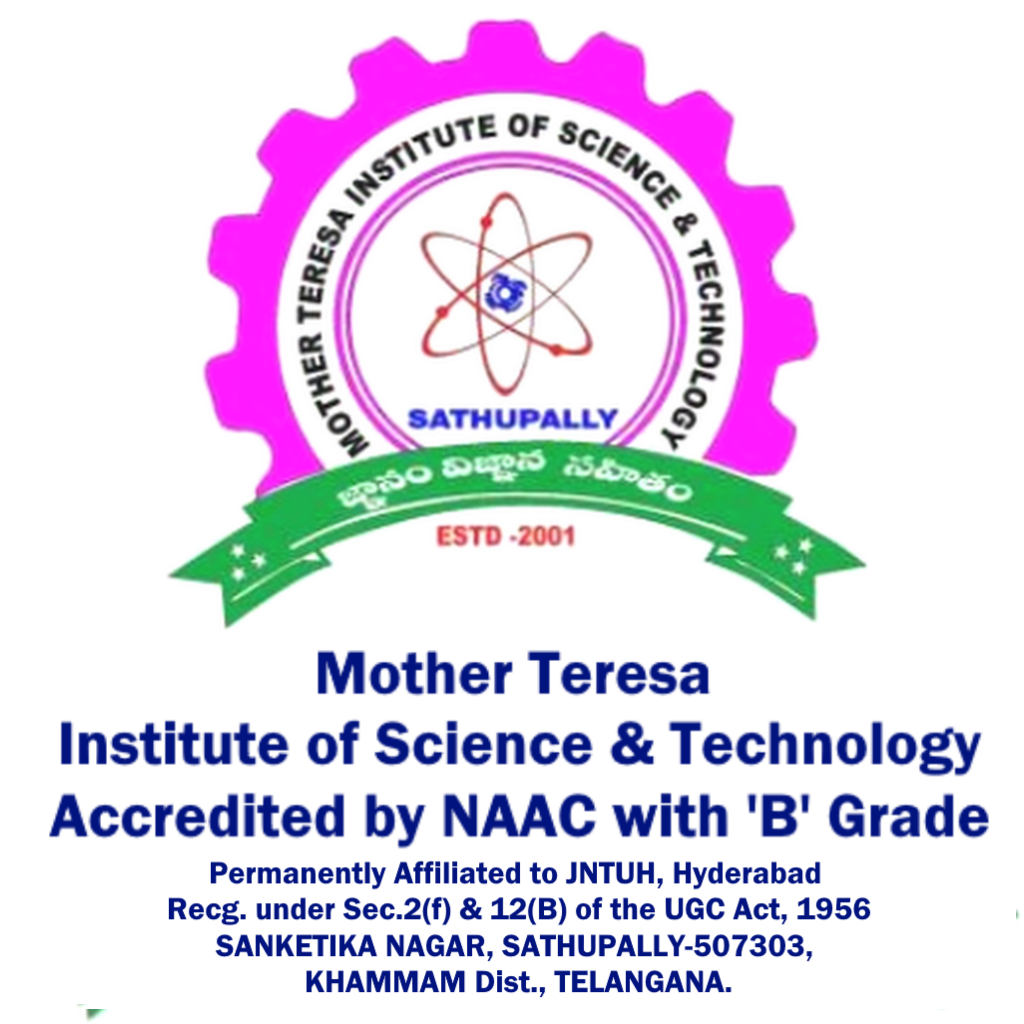 MOTHER TERESA INSTITUTE OF SCIENCE & TECHNOLOGY
SATHUPALLY
జ్ఞానం విజ్ఞాన సహితం
ESTD -2001
Mother Teresa
Institute of Science & Technology
Accredited by NAAC with 'B' Grade
Permanently Affiliated to JNTUH, Hyderabad
Recg. under Sec.2(f) & 12(B) of the UGC Act, 1956
SANKETIKA NAGAR, SATHUPALLY-507303,
KHAMMAM Dist., TELANGANA.